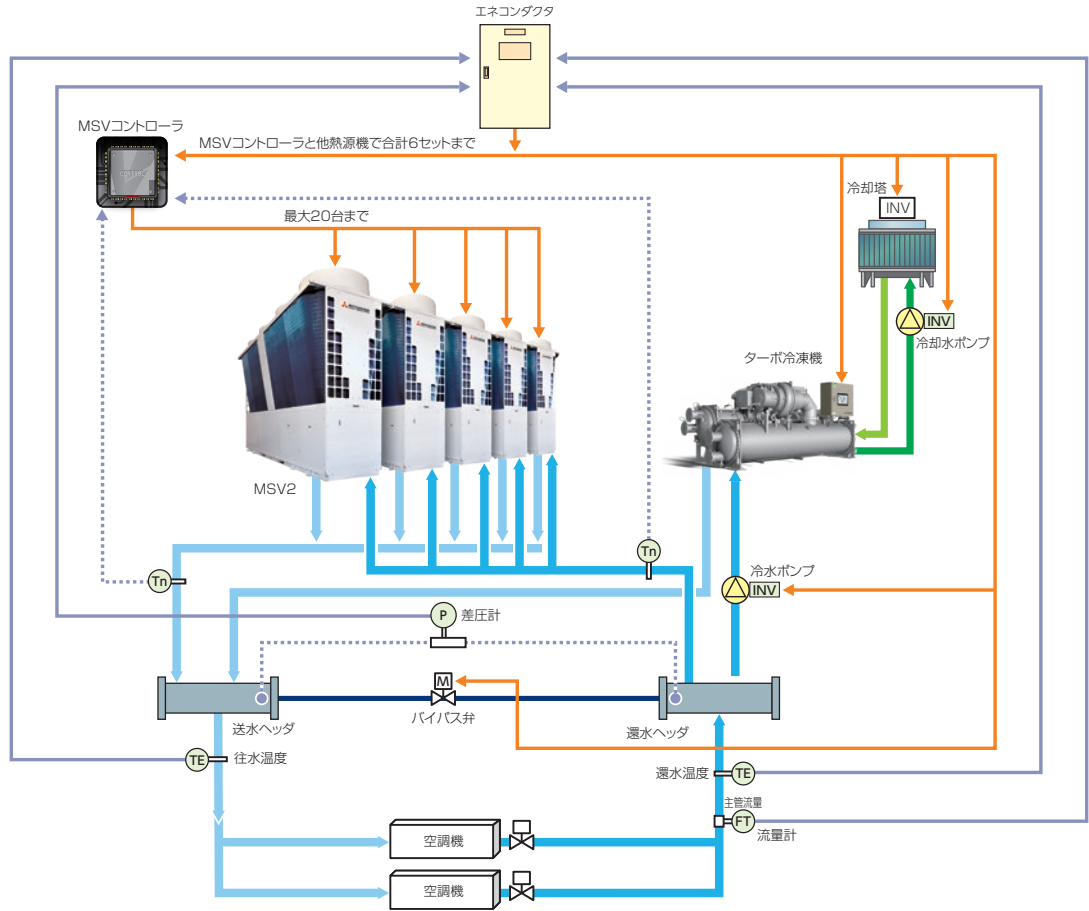 エネコンダクタ
MSVコントローラ
MSVコントローラと他熱源機で合計6セットまで
冷却塔
INV
最大20台まで
INV
冷却水ポンプ
ターボ冷凍機
MSV2
Tn
Tn
冷水ポンプ
INV
P
差圧計
M
バイパス弁
送水ヘッダ
還水ヘッダ
TE
往水温度
還水温度
TE
主管流量
FT
流量計
空調機
空調機